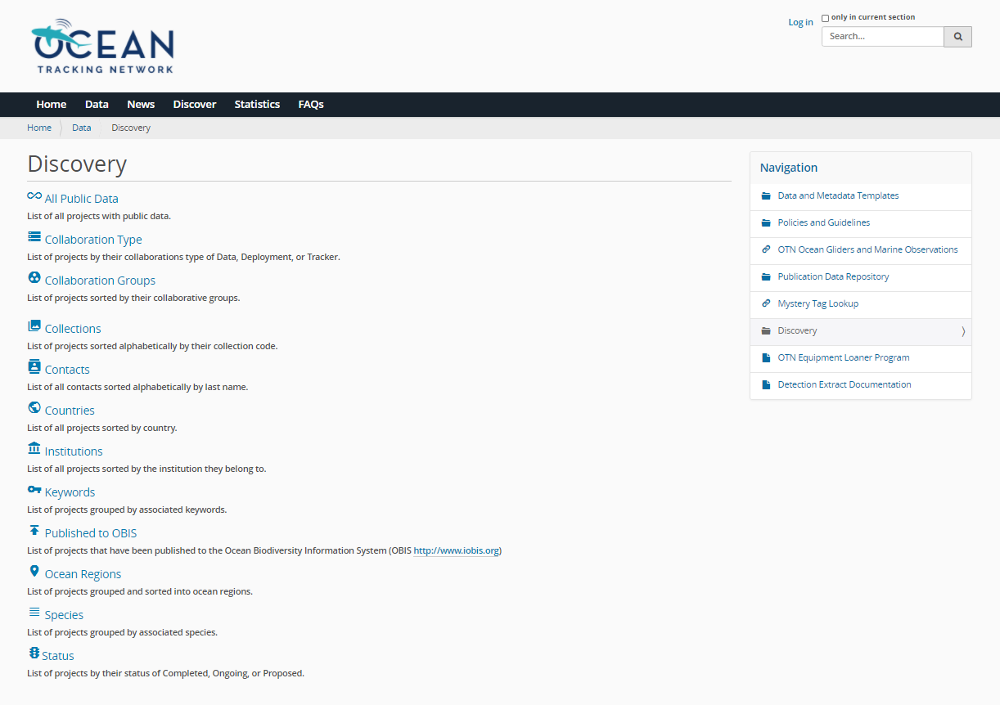 OCEAN
TRACKING NETWORK
Log in
only in current section
Search...
Home Data News Discover Statistics FAQs
Home Data Discovery
Discovery
All Public Data
List of all projects with public data.
Collaboration Type
List of projects by their collaborations type of Data, Deployment, or Tracker.
Collaboration Groups
List of projects sorted by their collaborative groups.
Collections
List of projects sorted alphabetically by their collection code.
Contacts
List of all contacts sorted alphabetically by last name.
Countries
List of all projects sorted by country.
Institutions
List of all projects sorted by the institution they belong to.
Keywords
List of projects grouped by associated keywords.
Published to OBIS
List of projects that have been published to the Ocean Biodiversity Information System (OBIS http://www.iobis.org)
Ocean Regions
List of projects grouped and sorted into ocean regions.
Species
List of projects grouped by associated species.
Status
List of projects by their status of Completed, Ongoing, or Proposed.
Navigation
Data and Metadata Templates
Policies and Guidelines
OTN Ocean Gliders and Marine Observations
Publication Data Repository
Mystery Tag Lookup
Discovery
OTN Equipment Loaner Program
Detection Extract Documentation